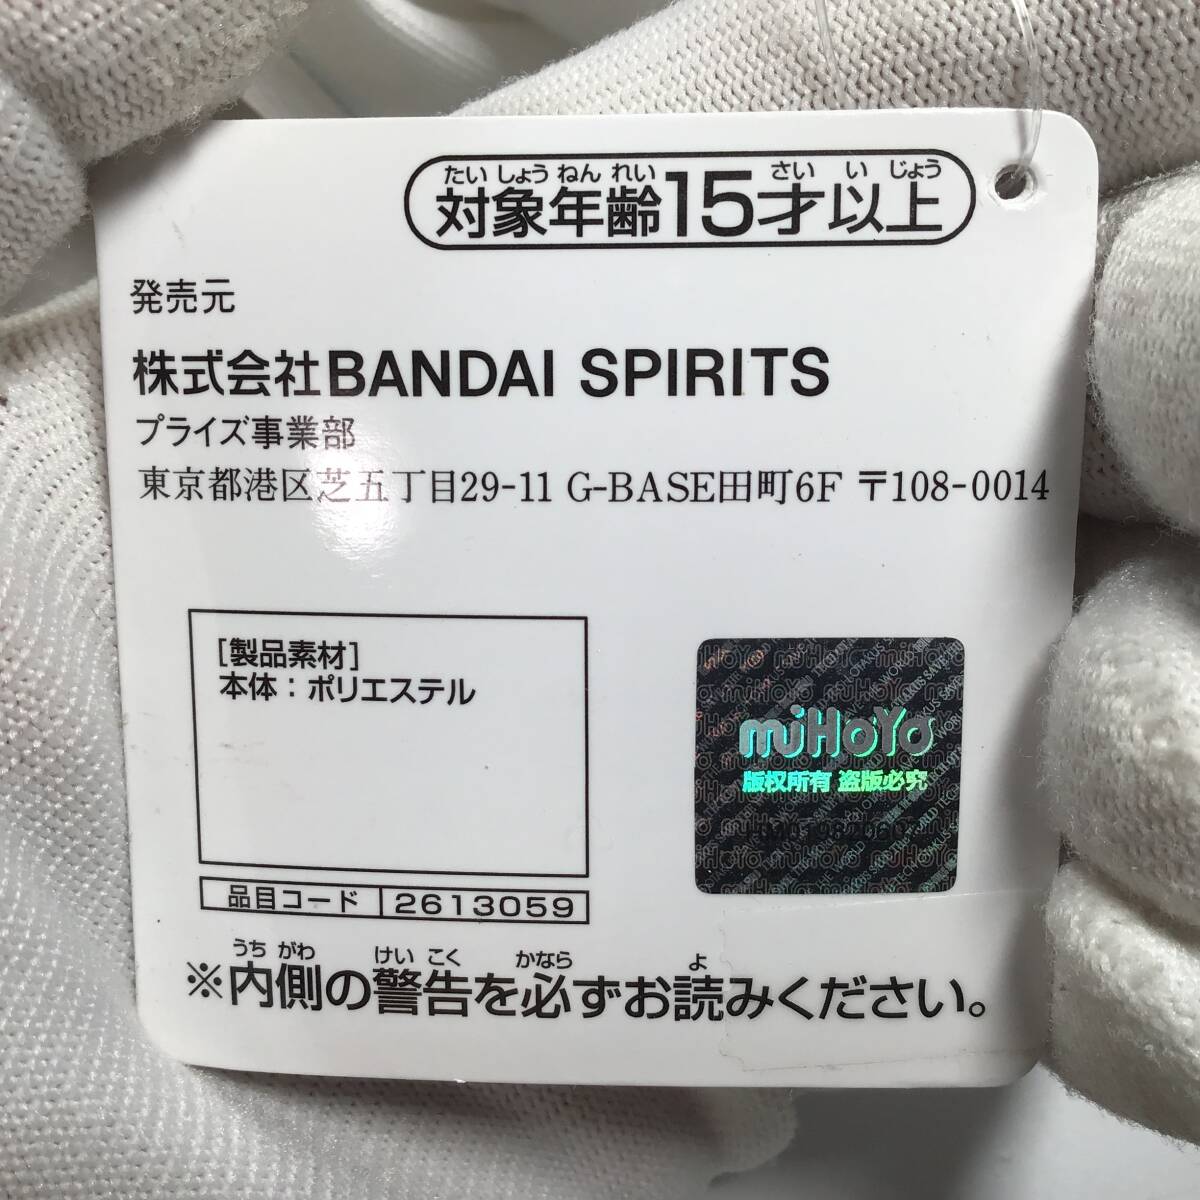 たいしょうねんれい さいいじょう
対象年齢15才以上
発売元
株式会社BANDAI SPIRITS
プライズ事業部
東京都港区芝五丁目29-11 G-BASE田町6F 〒108-0014
[製品素材]
本体：ポリエステル
miHoYo
版权所有 盗版必究
品目コード 2613059
うちがわ けいこく かなら よ
※内側の警告を必ずお読みください。